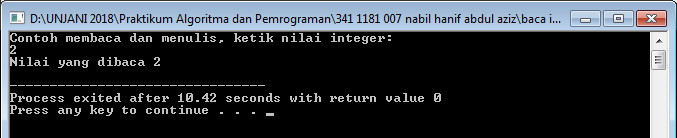 D:\UNJANI 2018\Praktikum Algoritma dan Pemrograman\341 1181 007 nabil hanif abdul aziz\baca i...
Contoh membaca dan menulis, ketik nilai integer:
2
Nilai yang dibaca 2
--------------------------------
Process exited after 10.42 seconds with return value 0
Press any key to continue . . . _